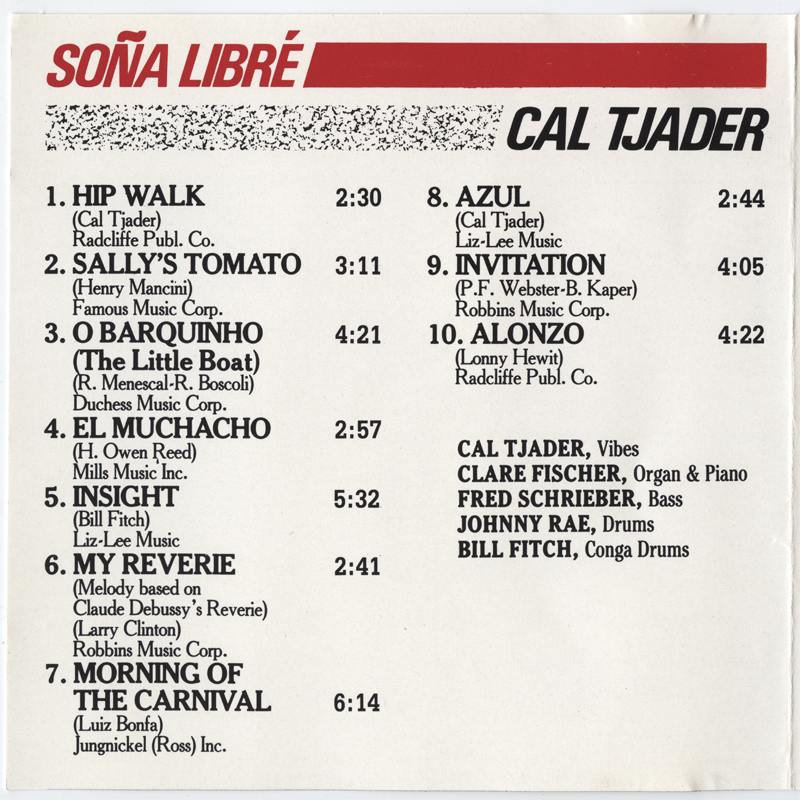 SOÑA LIBRÉ
CAL TJADER
1. HIP WALK 2:30
(Cal Tjader)
Radcliffe Publ. Co.
2. SALLY'S TOMATO 3:11
(Henry Mancini)
Famous Music Corp.
3. O BARQUINHO 4:21
(The Little Boat)
(R. Menescal-R. Boscoli)
Duchess Music Corp.
4. EL MUCHACHO 2:57
(H. Owen Reed)
Mills Music Inc.
5. INSIGHT 5:32
(Bill Fitch)
Liz-Lee Music
6. MY REVERIE 2:41
(Melody based on
Claude Debussy's Reverie)
(Larry Clinton)
Robbins Music Corp.
7. MORNING OF
THE CARNIVAL 6:14
(Luiz Bonfa)
Jungnickel (Ross) Inc.
8. AZUL 2:44
(Cal Tjader)
Liz-Lee Music
9. INVITATION 4:05
(P.F. Webster-B. Kaper)
Robbins Music Corp.
10. ALONZO 4:22
(Lonny Hewit)
Radcliffe Publ. Co.
CAL TJADER, Vibes
CLARE FISCHER, Organ & Piano
FRED SCHRIEBER, Bass
JOHNNY RAE, Drums
BILL FITCH, Conga Drums